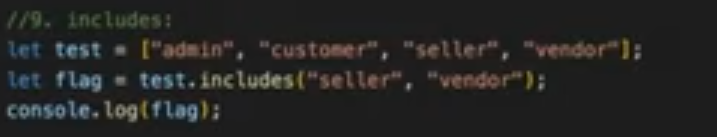 //9. includes:
let test = ["admin", "customer", "seller", "vendor"];
let flag = test.includes("seller", "vendor");
console.log(flag);